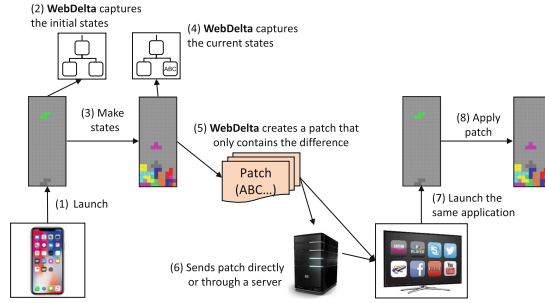 (2) WebDelta captures
the initial states
(4) WebDelta captures
the current states
ABC
(3) Make
states
(5) WebDelta creates a patch that
only contains the difference
Patch
(ABC...)
(8) Apply
patch
(1) Launch
(7) Launch the
same application
(6) Sends patch directly
or through a server